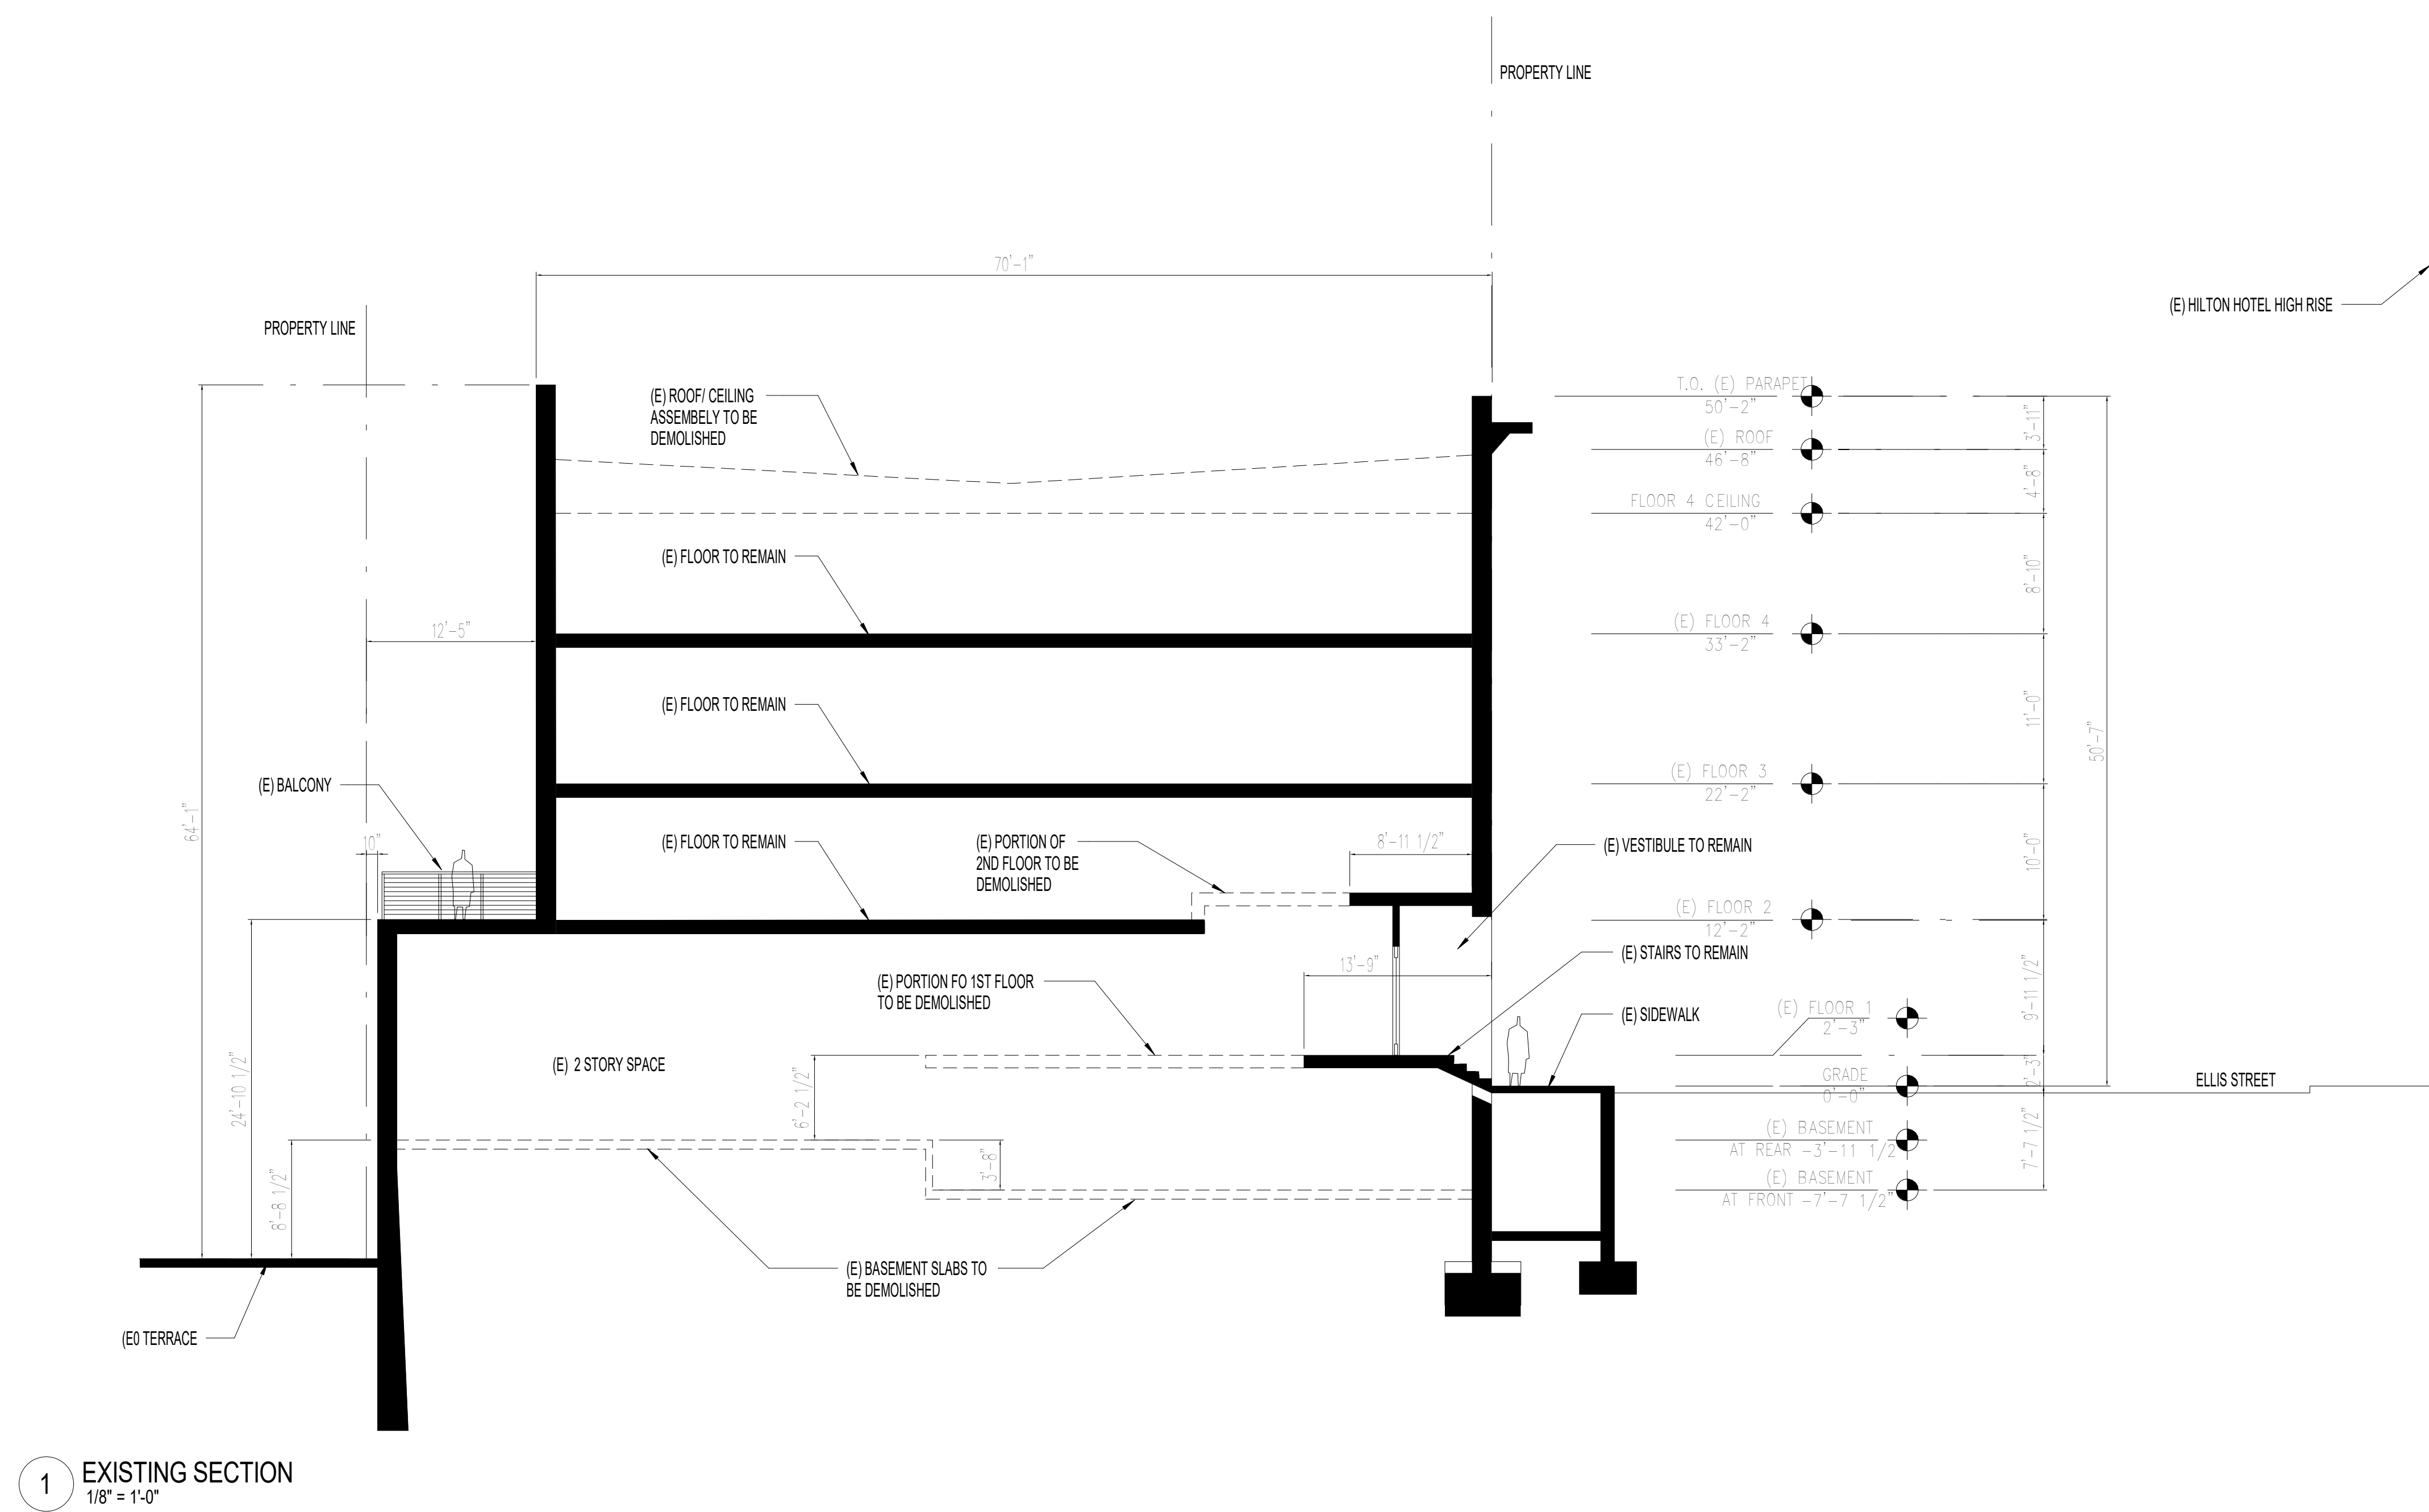 PROPERTY LINE
70'-1"
(E) HILTON HOTEL HIGH RISE
PROPERTY LINE
(E) ROOF/ CEILING
ASSEMBELY TO BE
DEMOLISHED
T.O. (E) PARAPET
50'-2"
3'-11"
(E) ROOF
46'-8"
4'-8"
FLOOR 4 CEILING
42'-0"
(E) FLOOR TO REMAIN
8'-10"
12'-5"
(E) FLOOR 4
33'-2"
(E) FLOOR TO REMAIN
11'-0"
50'-7"
(E) BALCONY
(E) FLOOR 3
22'-2"
64'-1"
10"
(E) FLOOR TO REMAIN
(E) PORTION OF
2ND FLOOR TO BE
DEMOLISHED
8'-11 1/2"
(E) VESTIBULE TO REMAIN
10'-0"
(E) FLOOR 2
12'-2"
13'-9"
(E) STAIRS TO REMAIN
(E) PORTION FO 1ST FLOOR
TO BE DEMOLISHED
9'-11 1/2"
(E) FLOOR 1
2'-3"
(E) SIDEWALK
(E) 2 STORY SPACE
24'-10 1/2"
6'-2 1/2"
2'-3"
GRADE
0'-0"
ELLIS STREET
(E) BASEMENT
AT REAR -3'-11 1/2
7'-7 1/2"
3'-8"
8'-8 1/2"
(E) BASEMENT
AT FRONT -7'-7 1/2"
(E) BASEMENT SLABS TO
BE DEMOLISHED
(E0 TERRACE
1
EXISTING SECTION
1/8" = 1'-0"